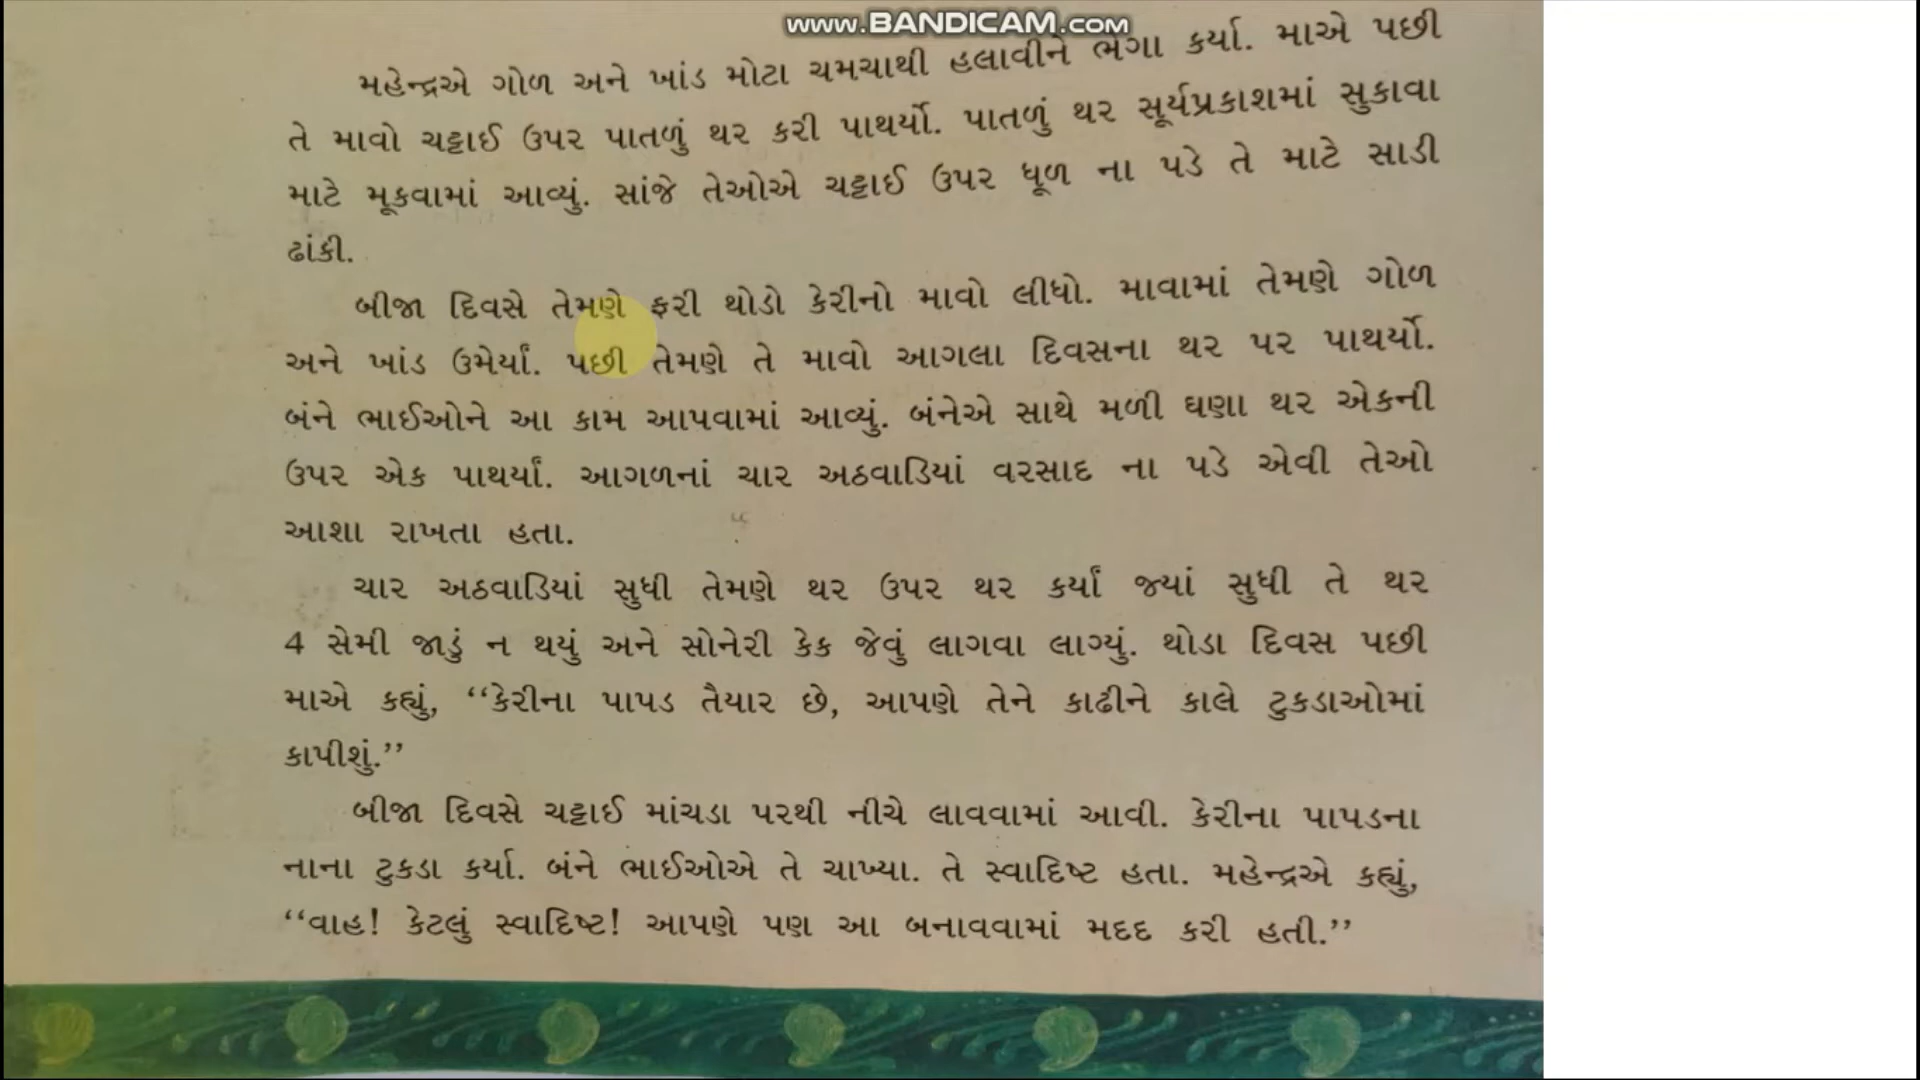 www.BANDICAM.com
મહેન્દ્રએ ગોળ અને ખાંડ મોટા ચમચાથી હલાવીને ભેગા કર્યા. માએ પછી
તે માવો ચટ્ટાઈ ઉપર પાતળું થર કરી પાથર્યો. પાતળું થર સૂર્યપ્રકાશમાં સુકાવા
માટે મૂકવામાં આવ્યું. સાંજે તેઓએ ચટ્ટાઈ ઉપર ધૂળ ના પડે તે માટે સાડી
ઢાંકી.
બીજા દિવસે તેમણે ફરી થોડો કેરીનો માવો લીધો. માવામાં તેમણે ગોળ
અને ખાંડ ઉમેર્યાં. પછી તેમણે તે માવો આગલા દિવસના થર પર પાથર્યો.
બંને ભાઈઓને આ કામ આપવામાં આવ્યું. બંનેએ સાથે મળી ઘણા થર એકની
ઉપર એક પાથર્યાં. આગળનાં ચાર અઠવાડિયાં વરસાદ ના પડે એવી તેઓ
આશા રાખતા હતા.
ચાર અઠવાડિયાં સુધી તેમણે થર ઉપર થર કર્યાં જ્યાં સુધી તે થર
4 સેમી જાડું ન થયું અને સોનેરી કેક જેવું લાગવા લાગ્યું. થોડા દિવસ પછી
માએ કહ્યું, ‘‘કેરીના પાપડ તૈયાર છે, આપણે તેને કાઢીને કાલે ટુકડાઓમાં
કાપીશું.’’
બીજા દિવસે ચટ્ટાઈ માંચડા પરથી નીચે લાવવામાં આવી. કેરીના પાપડના
નાના ટુકડા કર્યા. બંને ભાઈઓએ તે ચાખ્યા. તે સ્વાદિષ્ટ હતા. મહેન્દ્રએ કહ્યું,
‘‘વાહ! કેટલું સ્વાદિષ્ટ! આપણે પણ આ બનાવવામાં મદદ કરી હતી.’’